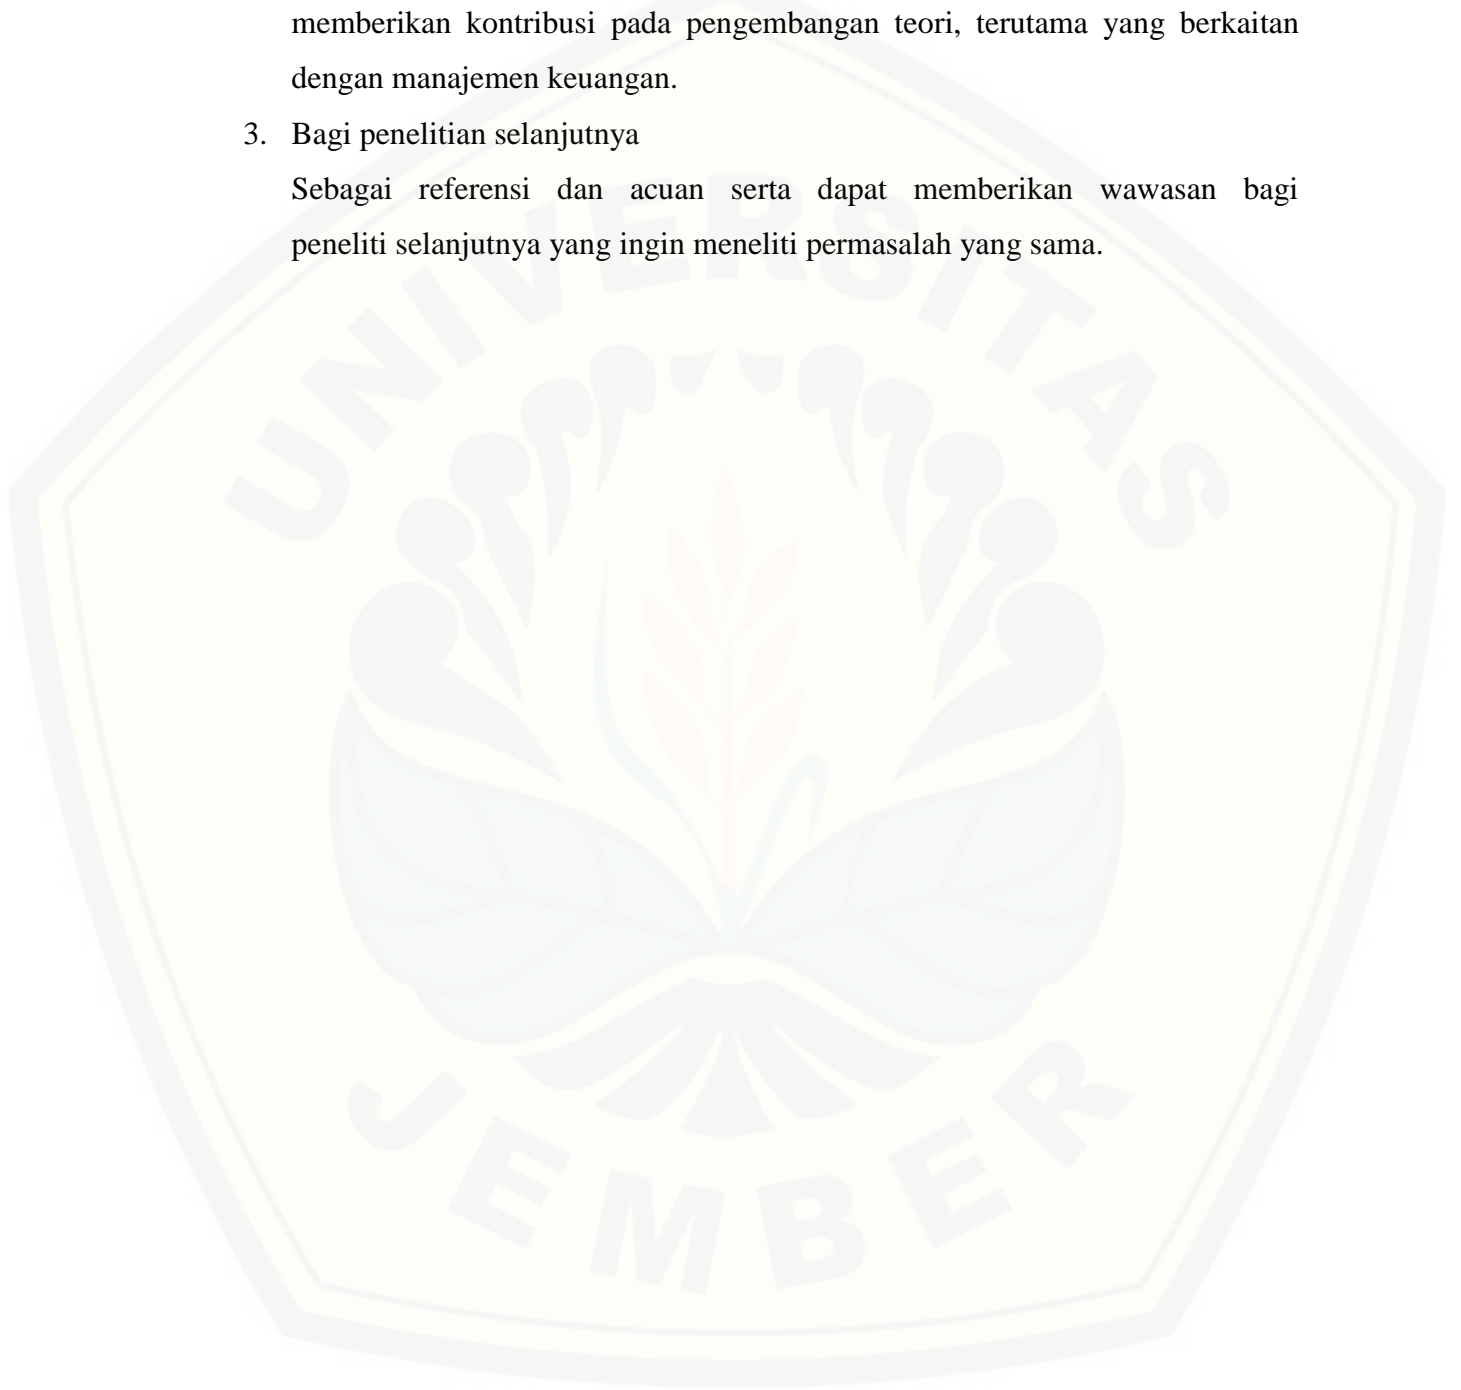 memberikan kontribusi pada pengembangan teori, terutama yang berkaitan
dengan manajemen keuangan.
3. Bagi penelitian selanjutnya
Sebagai referensi dan acuan serta dapat memberikan wawasan bagi
peneliti selanjutnya yang ingin meneliti permasalah yang sama.
UNIVERSITAS
JEMBER